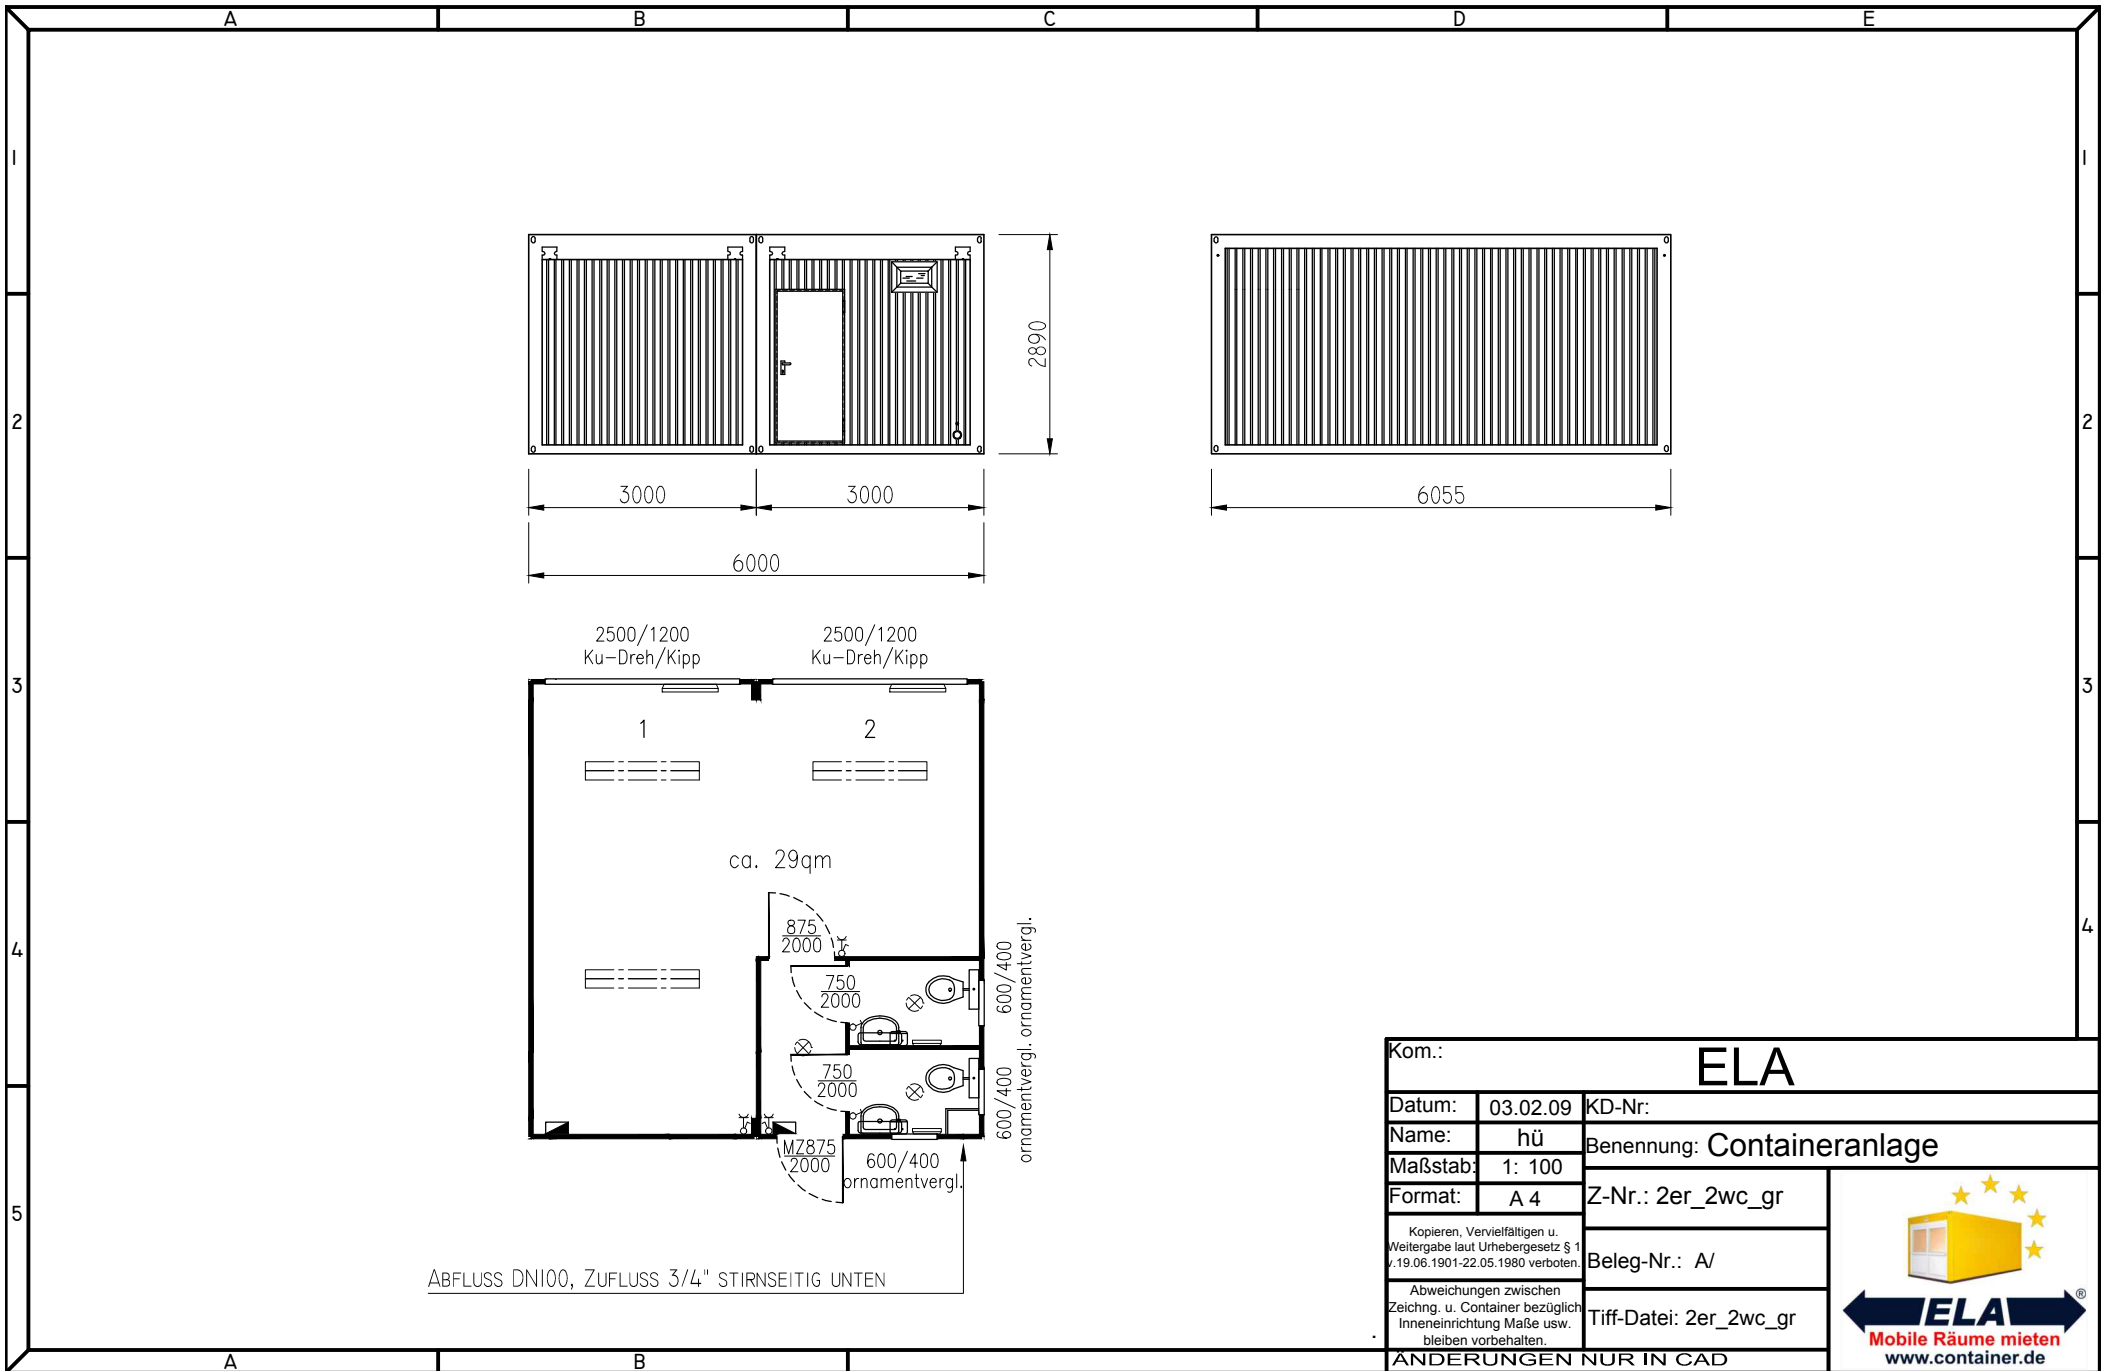 A B C D E
1 1
2 2
3 3
4 4
5
2890
3000 3000
6000
6055
2500/1200
Ku-Dreh/Kipp
2500/1200
Ku-Dreh/Kipp
1 2
ca. 29qm
875
2000
750
2000
750
2000
MZ875
2000
600/400
ornamentvergl.
600/400
ornamentvergl.
600/400
ornamentvergl.
ABFLUSS DN100, ZUFLUSS 3/4" STIRNSEITIG UNTEN
Kom.: ELA
Datum: 03.02.09 KD-Nr:
Name: hü
Benennung: Containeranlage
Maßstab: 1: 100
Format: A 4
Z-Nr.: 2er_2wc_gr
Kopieren, Vervielfältigen u.
Weitergabe laut Urhebergesetz § 1
v.19.06.1901-22.05.1980 verboten.
Beleg-Nr.: A/
Abweichungen zwischen
Zeichng. u. Container bezüglich
Inneneinrichtung Maße usw.
bleiben vorbehalten.
Tiff-Datei: 2er_2wc_gr
ÄNDERUNGEN NUR IN CAD
ELA ®
Mobile Räume mieten
www.container.de
A B